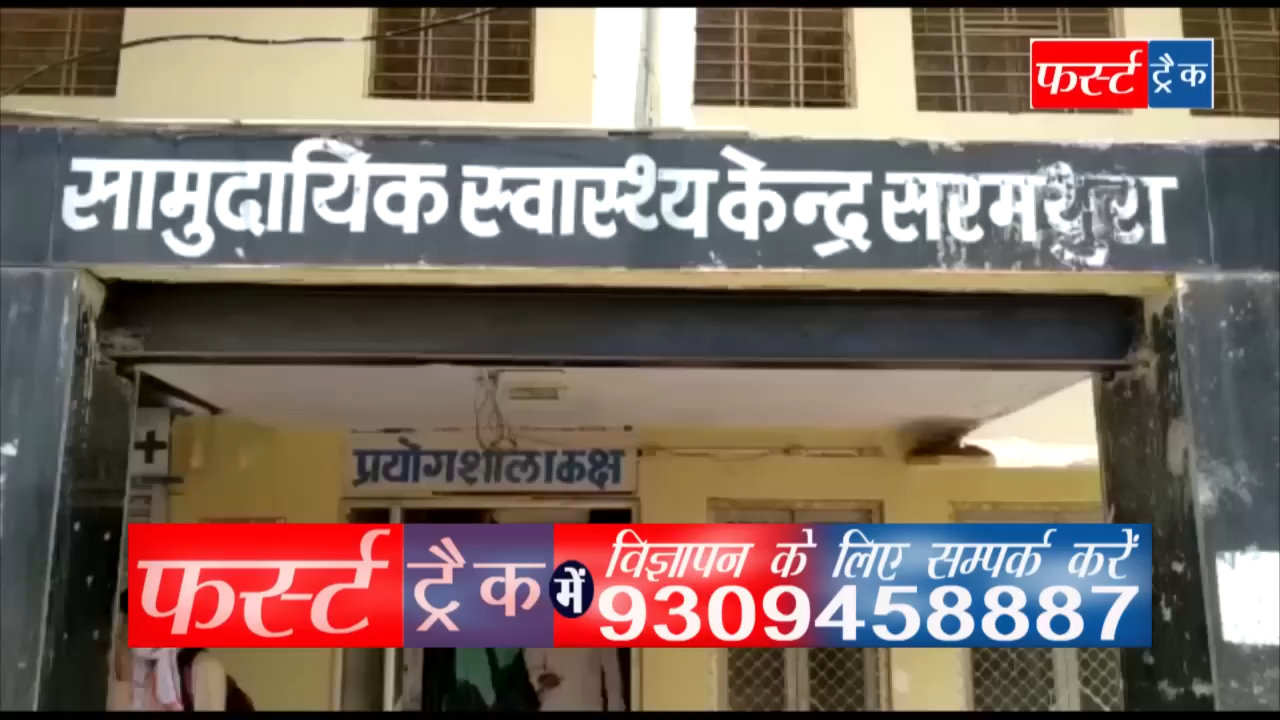 फर्स्ट ट्रैक
सामुदायिक स्वास्थ्य केन्द्र सरमथुरा
प्रयोगशाला कक्ष
फर्स्ट ट्रैक में विज्ञापन के लिए सम्पर्क करें
9309458887